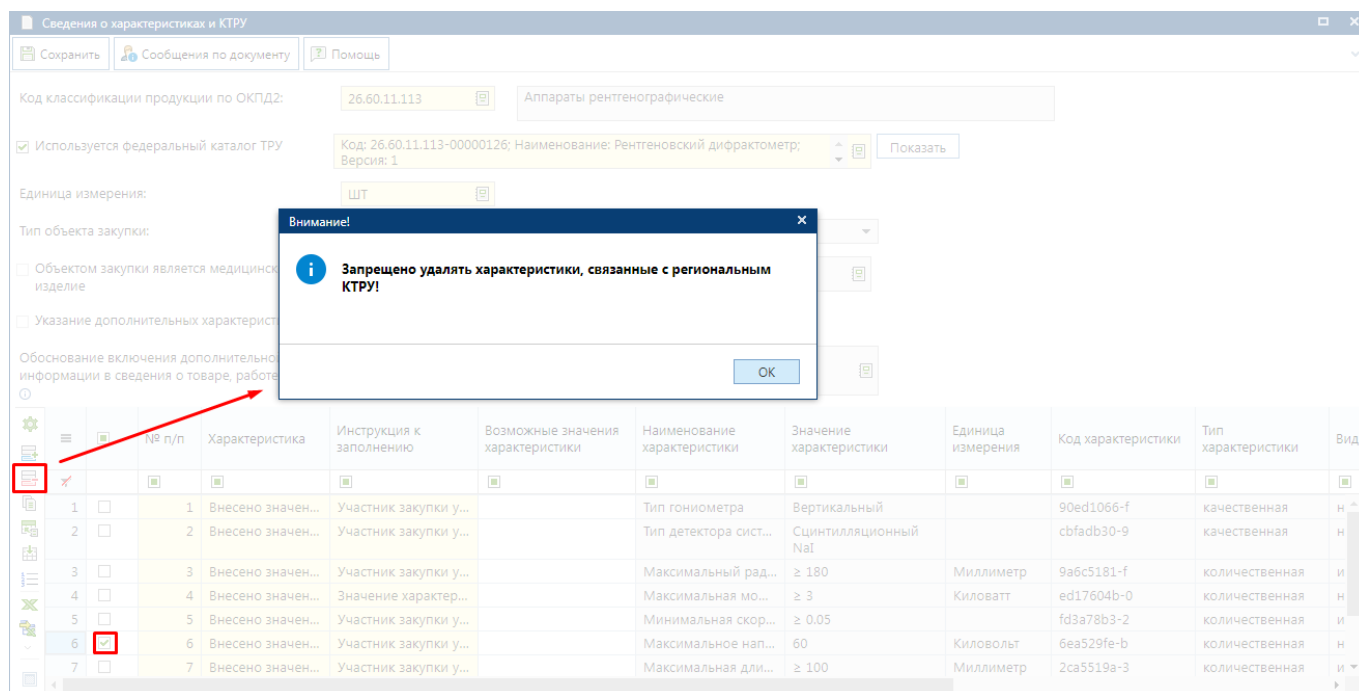 Сведения о характеристиках и КТРУ
Сохранить Сообщения по документу Помощь
Код классификации продукции по ОКПД2: 26.60.11.113 Аппараты рентгенографические
Используется федеральный каталог ТРУ Код: 26.60.11.113-00000126; Наименование: Рентгеновский дифрактометр; Версия: 1 Показать
Единица измерения: ШТ
Тип объекта закупки:
Объектом закупки является медицинск
изделие
Указание дополнительных характерист
Обоснование включения дополнительно
информации в сведения о товаре, работе
Внимание!
Запрещено удалять характеристики, связанные с региональным
КТРУ!
ОК
№ п/п Характеристика Инструкция к заполнению Возможные значения характеристики Наименование характеристики Значение характеристики Единица измерения Код характеристики Тип характеристики Вид
1 1 Внесено значен... Участник закупки у... Тип гониометра Вертикальный 90ed1066-f качественная н
2 2 Внесено значен... Участник закупки у... Тип детектора сист... Сцинтилляционный NaI cbfadb30-9 качественная н
3 3 Внесено значен... Участник закупки у... Максимальный рад... ≥ 180 Миллиметр 9a6c5181-f количественная и
4 4 Внесено значен... Значение характер... Максимальная мо... ≥ 3 Киловатт ed17604b-0 количественная н
5 5 Внесено значен... Участник закупки у... Минимальная скор... ≥ 0.05 fd3a78b3-2 количественная и
6 6 Внесено значен... Участник закупки у... Максимальное нап... 60 Киловольт 6ea529fe-b количественная н
7 7 Внесено значен... Участник закупки у... Максимальная дли... ≥ 100 Миллиметр 2ca5519a-3 количественная и